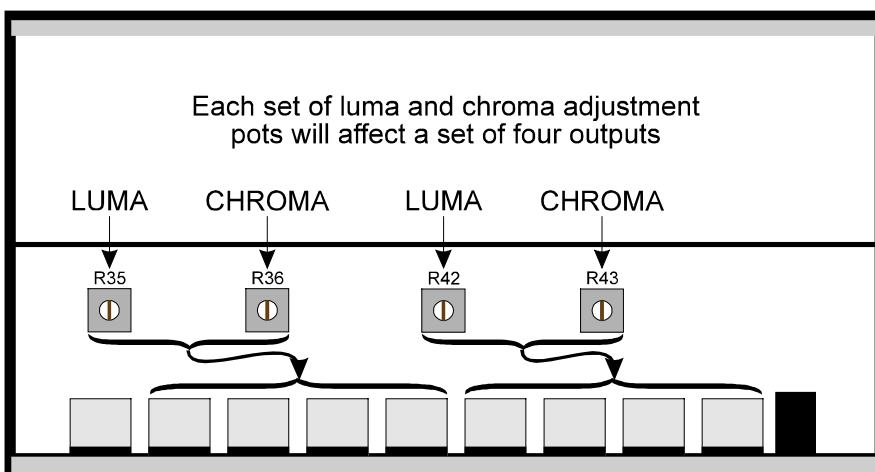 Each set of luma and chroma adjustment
pots will affect a set of four outputs
LUMA CHROMA LUMA CHROMA
R35 R36 R42 R43